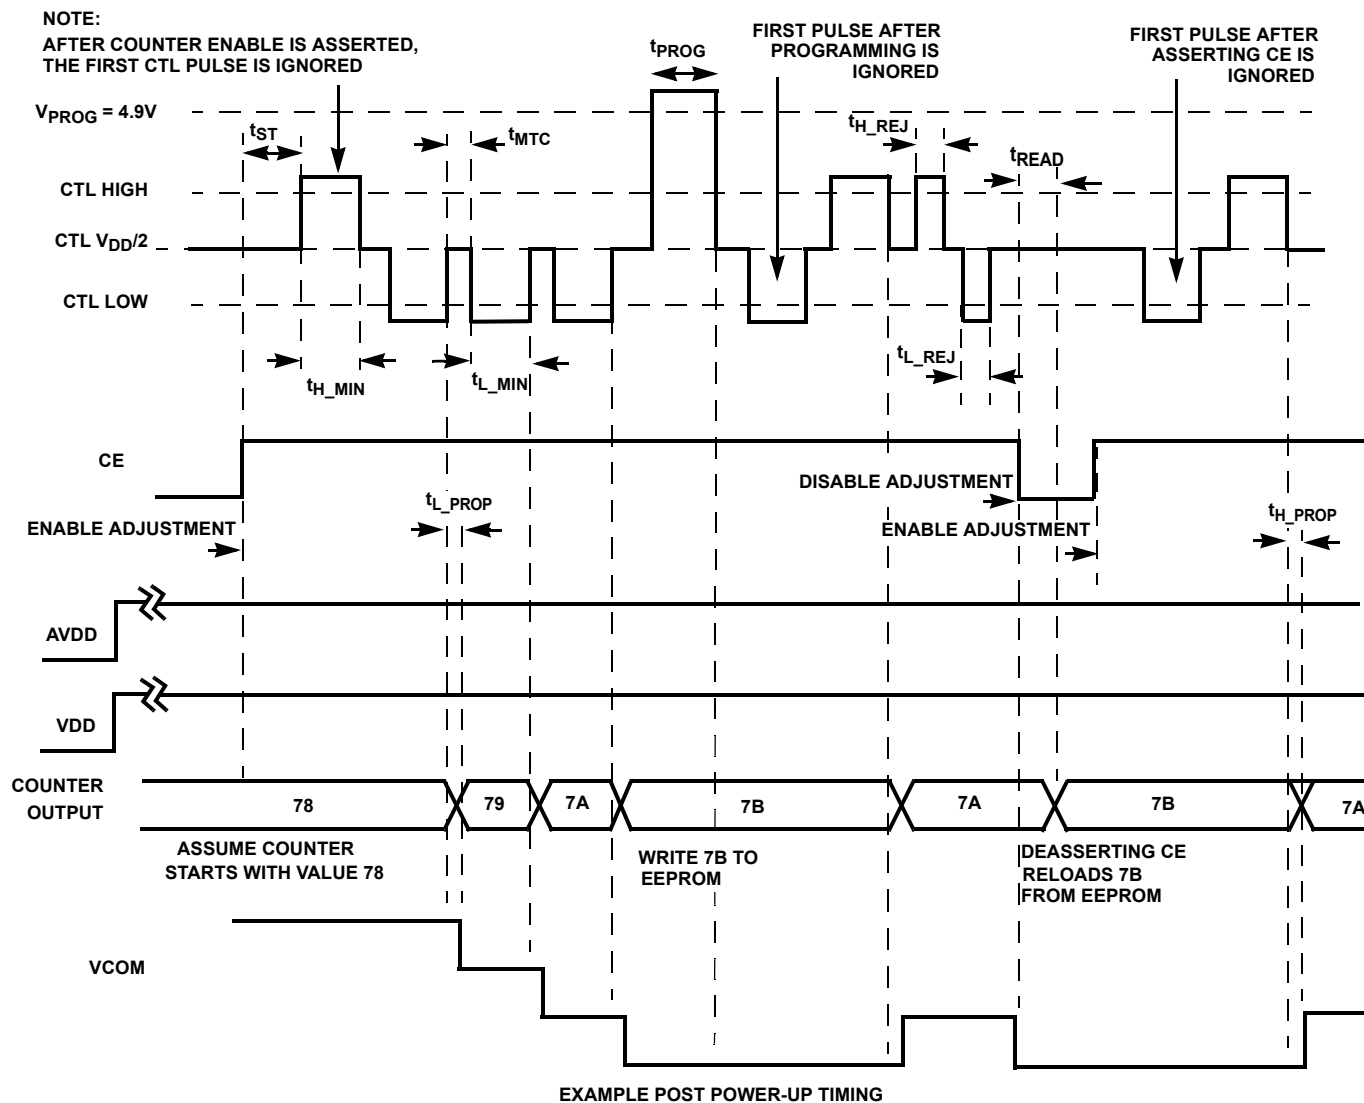 NOTE:
AFTER COUNTER ENABLE IS ASSERTED,
THE FIRST CTL PULSE IS IGNORED
tPROG
FIRST PULSE AFTER
PROGRAMMING IS
IGNORED
FIRST PULSE AFTER
ASSERTING CE IS
IGNORED
VPROG = 4.9V
tST
tMTC
tH_REJ
tREAD
CTL HIGH
CTL VDD/2
CTL LOW
tH_MIN
tL_MIN
tL_REJ
CE
DISABLE ADJUSTMENT
tL_PROP
tH_PROP
ENABLE ADJUSTMENT
ENABLE ADJUSTMENT
AVDD
VDD
COUNTER
OUTPUT
78
79
7A
7B
7A
7B
7A
ASSUME COUNTER
STARTS WITH VALUE 78
WRITE 7B TO
EEPROM
DEASSERTING CE
RELOADS 7B
FROM EEPROM
VCOM
EXAMPLE POST POWER-UP TIMING